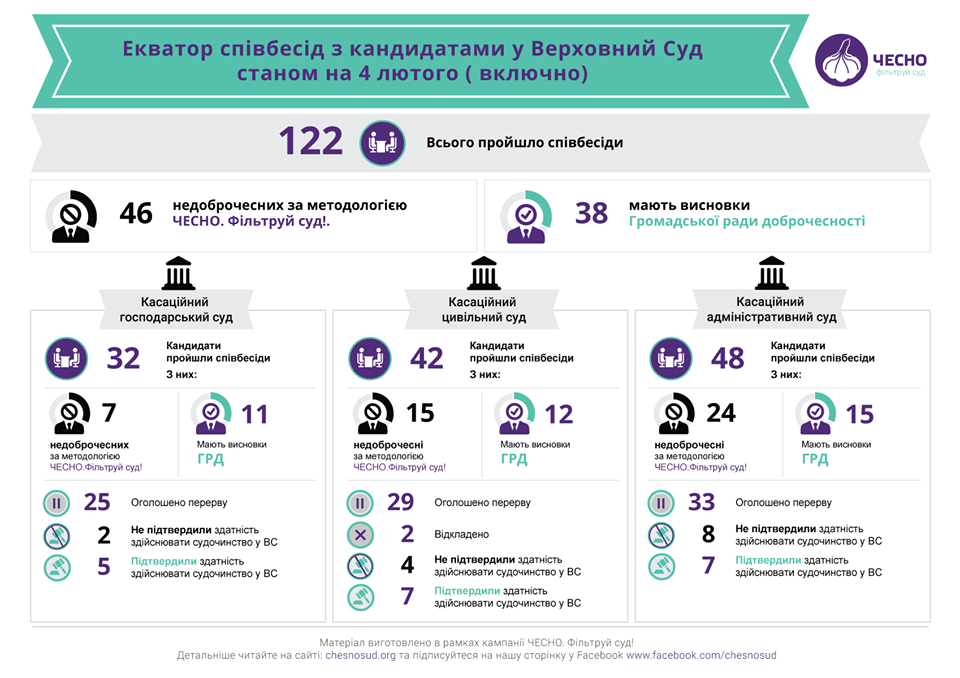 Екватор співбесід з кандидатами у Верховний Суд
станом на 4 лютого ( включно)
ЧЕСНО
фільтруй суд
122
Всього пройшло співбесіди
46
недоброчесних за методологією
ЧЕСНО. Фільтруй суд!.
38
мають висновки
Громадської ради доброчесності
Касаційний
господарський суд
32
Кандидати
пройшли співбесіди
З них:
7
недоброчесних
за методологією
ЧЕСНО.Фільтруй суд!
11
Мають висновки
ГРД
25
Оголошено перерву
2
Не підтвердили здатність
здійснювати судочинство у ВС
5
Підтвердили здатність
здійснювати судочинство у ВС
Касаційний
цивільний суд
42
Кандидати
пройшли співбесіди
З них:
15
недоброчесні
за методологією
ЧЕСНО.Фільтруй суд!
12
Мають висновки
ГРД
29
Оголошено перерву
2
Відкладено
4
Не підтвердили здатність
здійснювати судочинство у ВС
7
Підтвердили здатність
здійснювати судочинство у ВС
Касаційний
адміністративний суд
48
Кандидати
пройшли співбесіди
З них:
24
недоброчесні
за методологією
ЧЕСНО.Фільтруй суд!
15
Мають висновки
ГРД
33
Оголошено перерву
8
Не підтвердили здатність
здійснювати судочинство у ВС
7
Підтвердили здатність
здійснювати судочинство у ВС
Матеріал виготовлено в рамках кампанії ЧЕСНО. Фільтруй суд!
Детальніше читайте на сайті: chesnosud.org та підписуйтеся на нашу сторінку у Facebook www.facebook.com/chesnosud